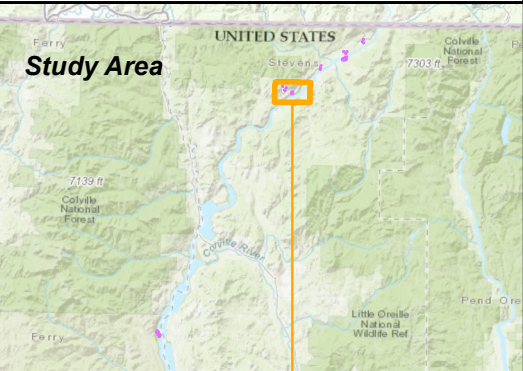 UNITED STATES
Ferry
Study Area
Stevens
Colville
National
Forest
7303 ft
7139 ft
Colville
National
Forest
Colville River
Pend Ore
Little Oreille
National
Wildlife Ref
Ferry